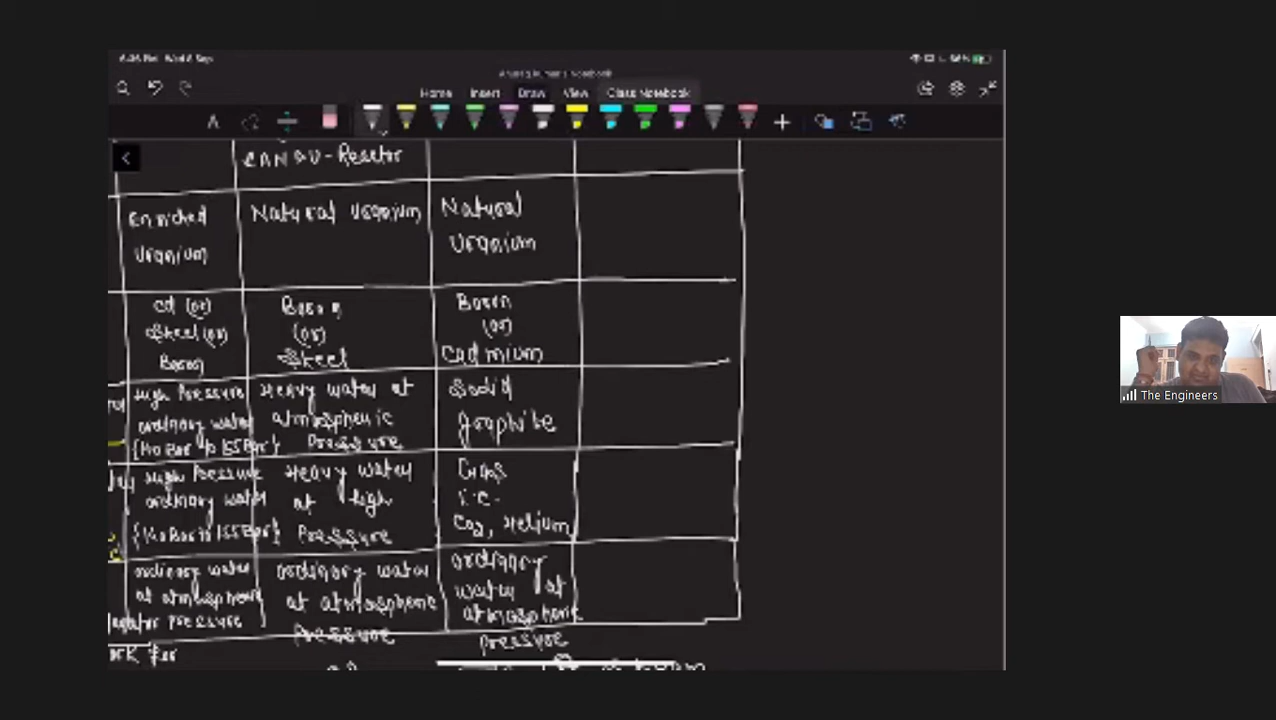 Home Insert Draw View Class Notebook
CANDU-Reactor
Enriched
Uranium
Natural Uranium
Natural
Uranium
Cd (or)
Steel (or)
Boron
Boron
(or)
Steel
Boron
(or)
Cadmium
High Pressure
ordinary water
Heavy water at
atmospheric
Pressure
Solid
graphite
High Pressure
ordinary water
Heavy water
at high
Pressure
Gas
i.e.
CO2, Helium
ordinary water
at atmospheric
Pressure
ordinary water
at atmospheric
Pressure
ordinary
water at
atmospheric
pressure
The Engineers